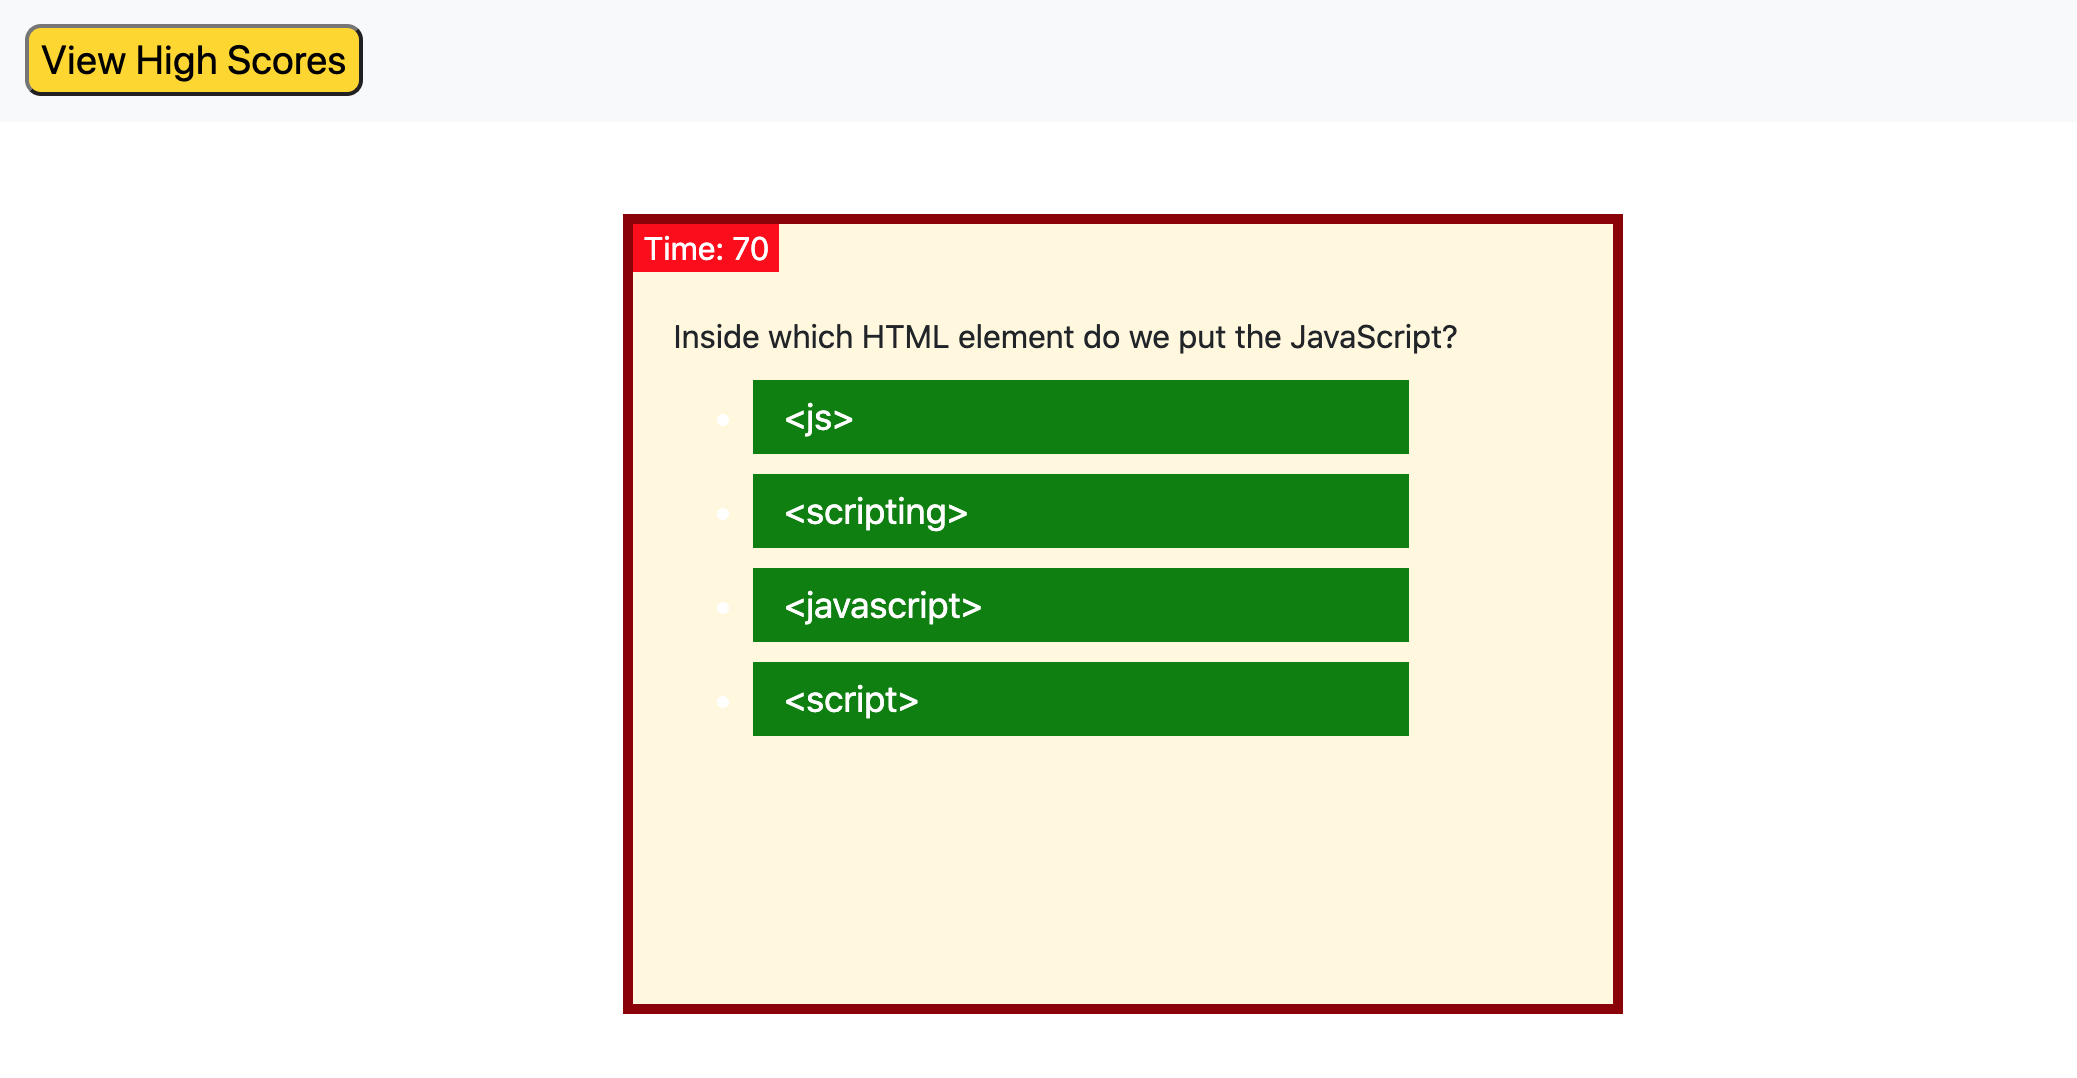 View High Scores
Time: 70
Inside which HTML element do we put the JavaScript?
<js>
<scripting>
<javascript>
<script>